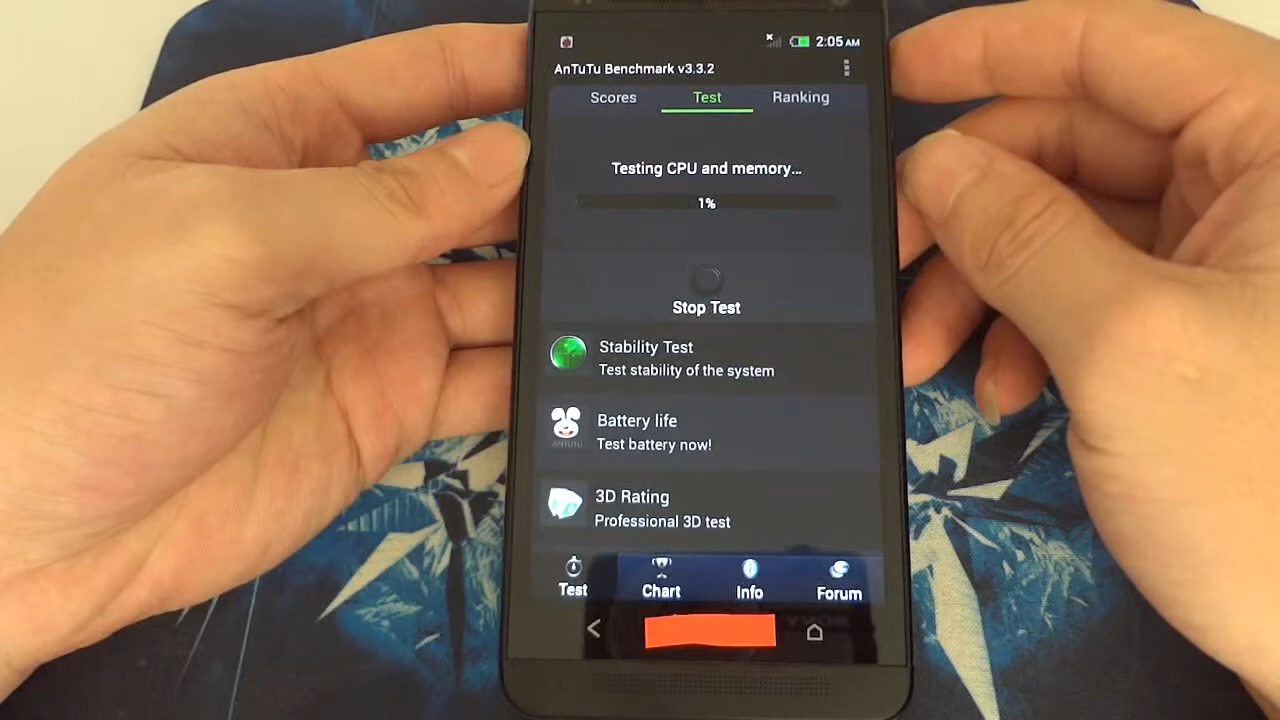 2:05 AM
AnTuTu Benchmark v3.3.2
Scores Test Ranking
Testing CPU and memory...
1%
Stop Test
Stability Test
Test stability of the system
Battery life
Test battery now!
ANTUTU
3D Rating
Professional 3D test
Test Chart Info Forum
SONY